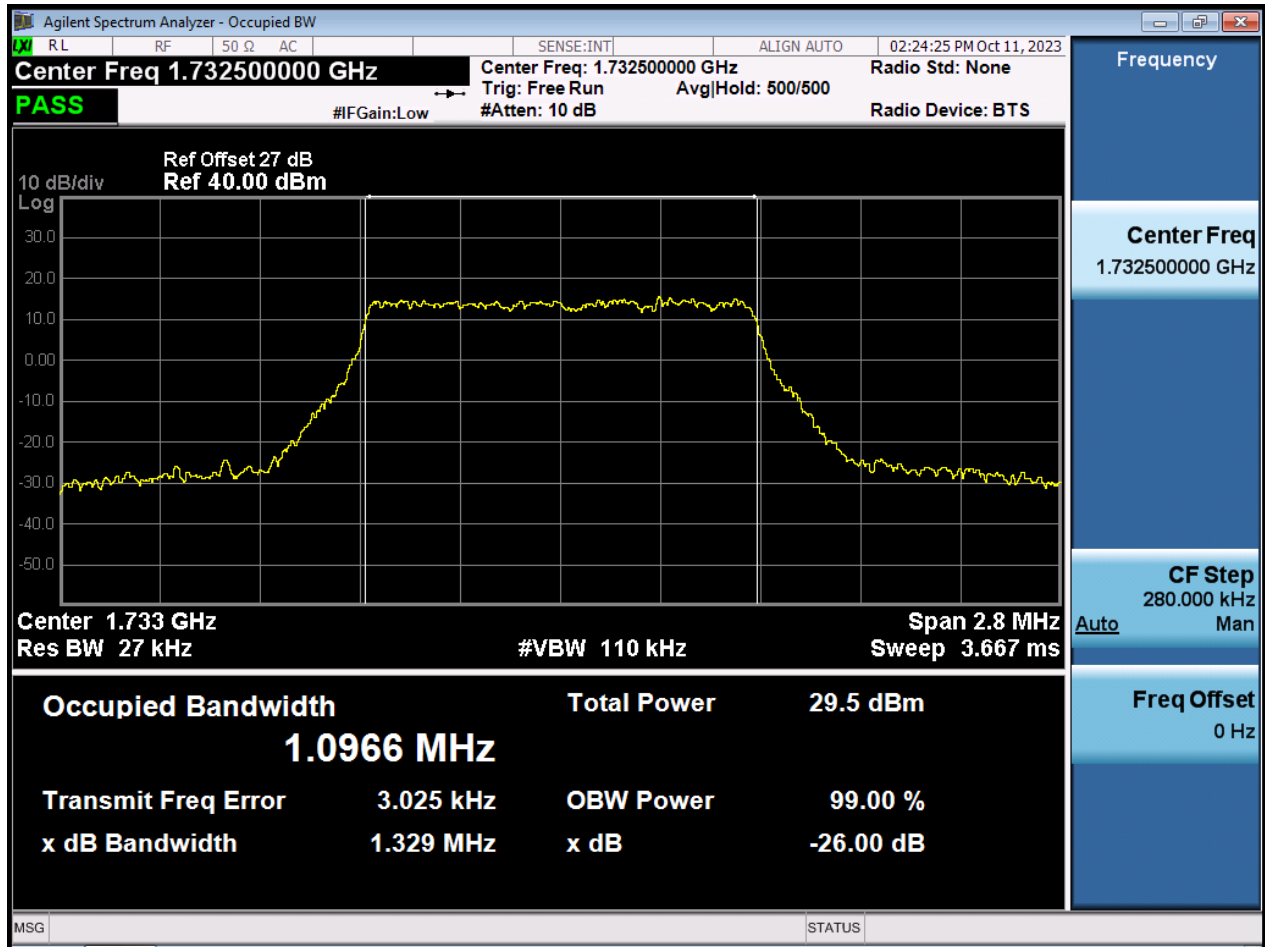 Agilent Spectrum Analyzer - Occupied BW
LXI RL RF 50 Ω AC SENSE:INT ALIGN AUTO 02:24:25 PM Oct 11, 2023
Center Freq 1.732500000 GHz
PASS
#IFGain:Low
Center Freq: 1.732500000 GHz
Trig: Free Run Avg|Hold: 500/500
#Atten: 10 dB
Radio Std: None
Radio Device: BTS
Ref Offset 27 dB
10 dB/div Ref 40.00 dBm
Log
30.0
20.0
10.0
0.00
-10.0
-20.0
-30.0
-40.0
-50.0
Center 1.733 GHz Span 2.8 MHz
Res BW 27 kHz #VBW 110 kHz Sweep 3.667 ms
Occupied Bandwidth Total Power 29.5 dBm
1.0966 MHz
Transmit Freq Error 3.025 kHz OBW Power 99.00 %
x dB Bandwidth 1.329 MHz x dB -26.00 dB
MSG STATUS
Frequency
Center Freq
1.732500000 GHz
CF Step
280.000 kHz
Auto Man
Freq Offset
0 Hz